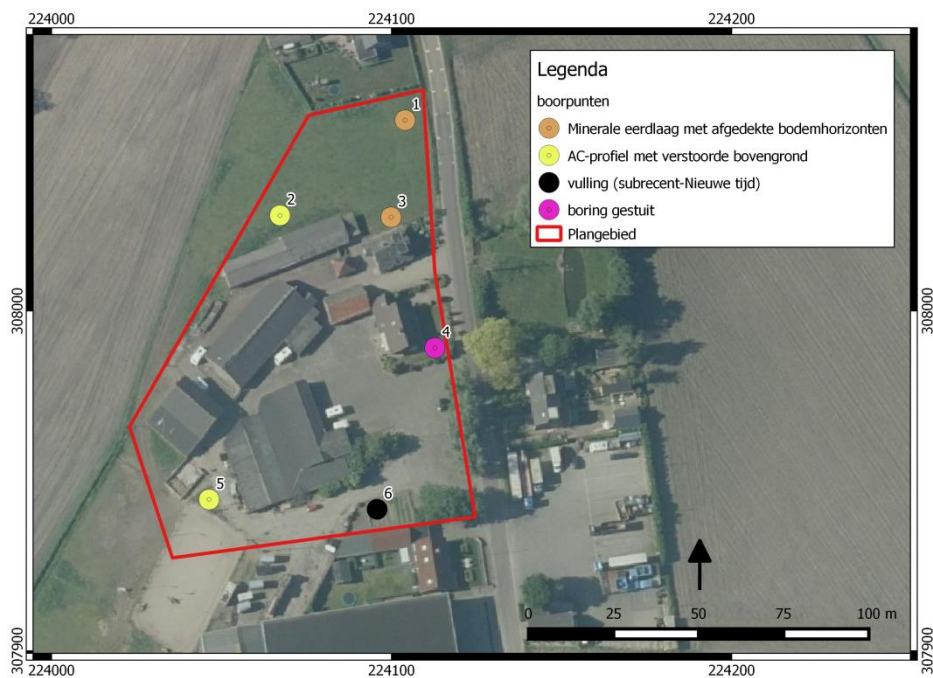 224000
224100
224200
Legenda
boorpunten
Minerale eerdlaag met afgedekte bodemhorizonten
AC-profiel met verstoorde bovengrond
vulling (subrecent-Nieuwe tijd)
boring gestuit
Plangebied
1
2
3
308000
308000
4
5
6
0 25 50 75 100 m
307900
307900
224000
224100
224200